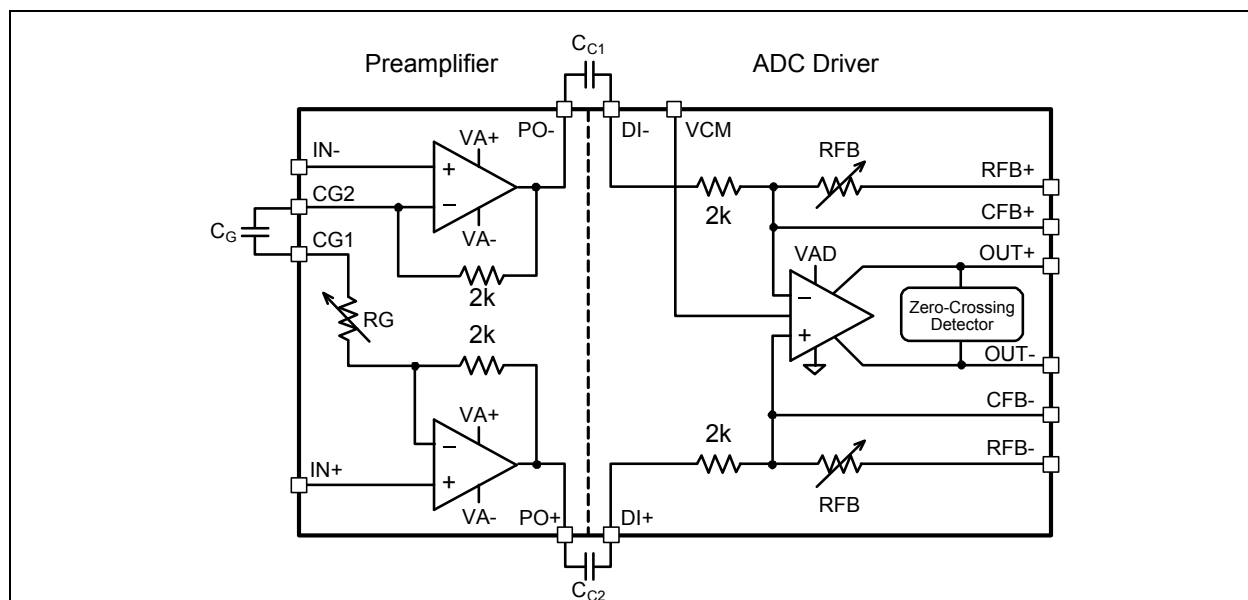 Preamplifier
C_C1
ADC Driver
PO-
DI-
VCM
IN-
VA+
RFB
RFB+
+
CG2
2k
CFB+
−
C_G
VA-
VAD
OUT+
CG1
−
2k
Zero-Crossing
Detector
RG
2k
+
OUT-
VA+
CFB-
−
2k
RFB-
IN+
+
RFB
VA-
PO+
DI+
C_C2